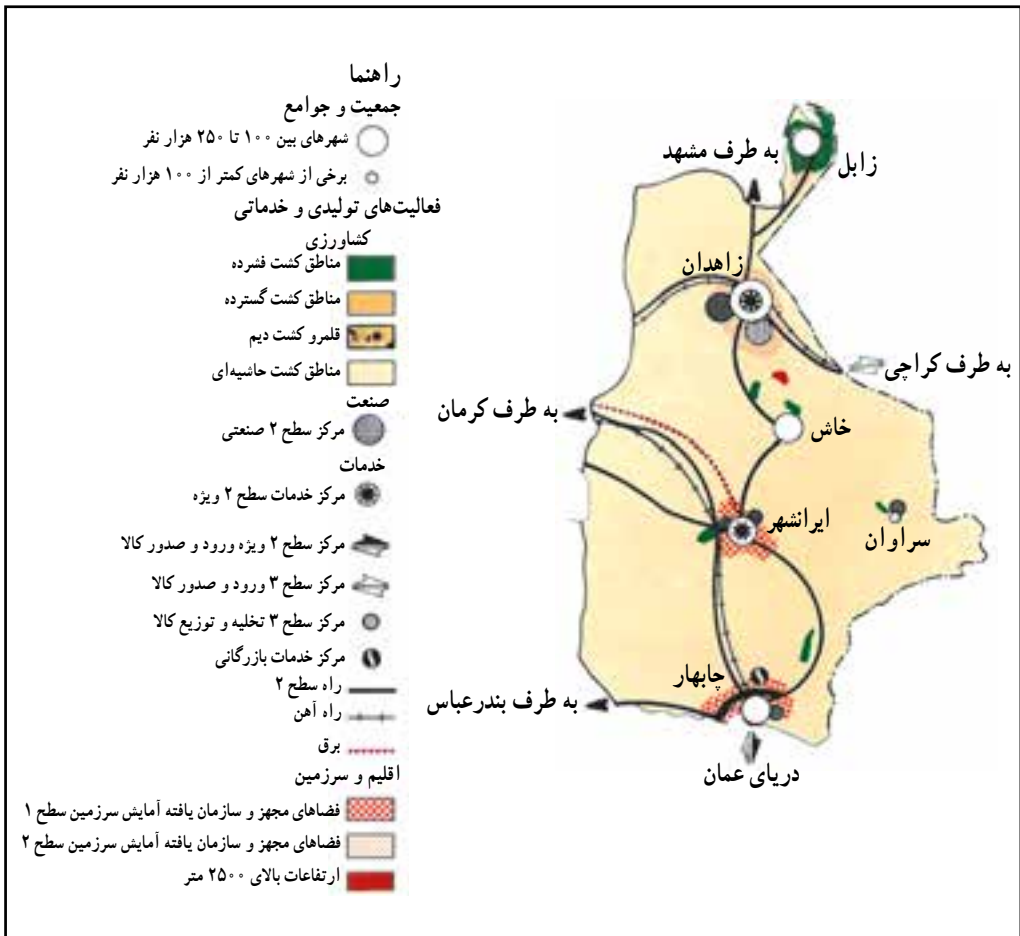 راهنما
جمعیت و جوامع
شهرهای بین ۱۰۰ تا ۲۵۰ هزار نفر
برخی از شهرهای کمتر از ۱۰۰ هزار نفر
فعالیت‌های تولیدی و خدماتی
کشاورزی
مناطق کشت فشرده
مناطق کشت گسترده
قلمرو کشت دیم
مناطق کشت حاشیه‌ای
صنعت
مرکز سطح ۲ صنعتی
خدمات
مرکز خدمات سطح ۲ ویژه
مرکز سطح ۲ ویژه ورود و صدور کالا
مرکز سطح ۳ ورود و صدور کالا
مرکز سطح ۳ تخلیه و توزیع کالا
مرکز خدمات بازرگانی
راه سطح ۲
راه آهن
برق
اقلیم و سرزمین
فضاهای مجهز و سازمان یافته آمایش سرزمین سطح ۱
فضاهای مجهز و سازمان یافته آمایش سرزمین سطح ۲
ارتفاعات بالای ۲۵۰۰ متر
به طرف مشهد
زابل
زاهدان
به طرف کراچی
به طرف کرمان
خاش
ایرانشهر
سراوان
چابهار
به طرف بندرعباس
دریای عمان